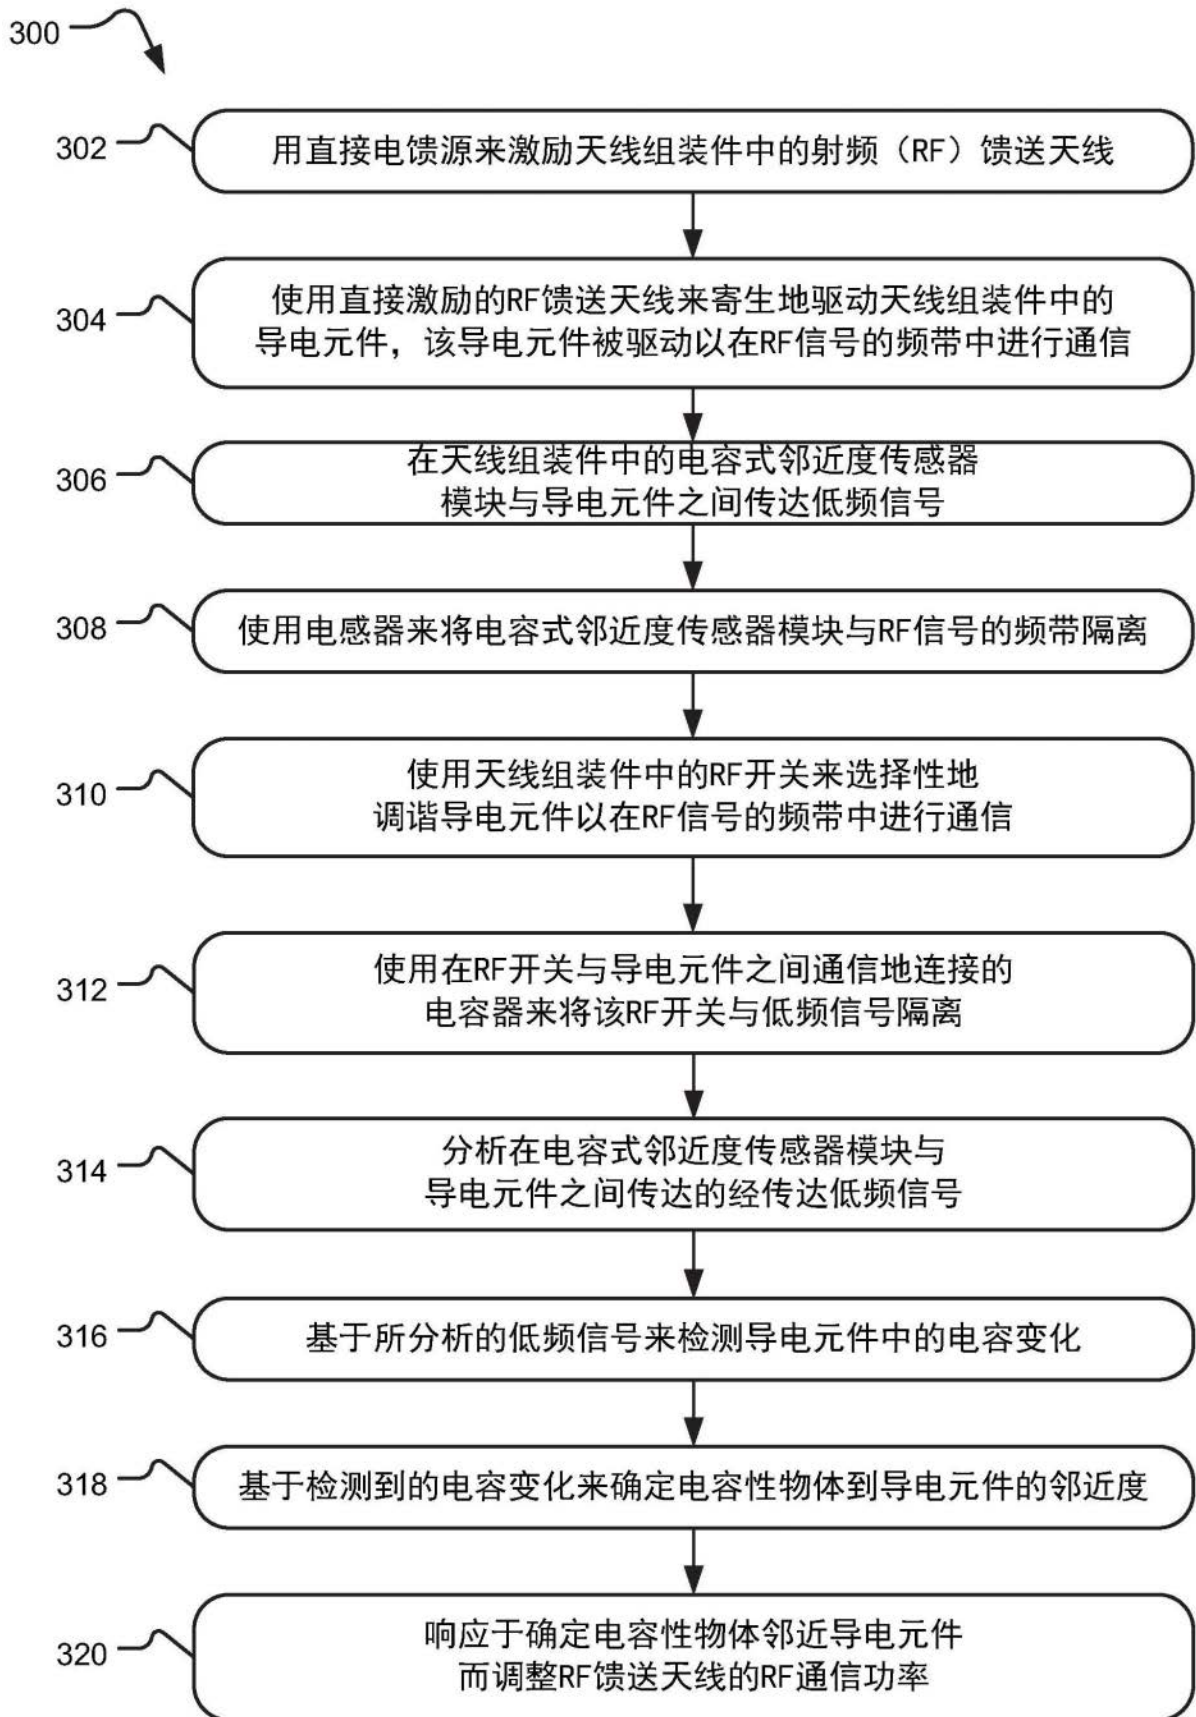 300
302
用直接电馈源来激励天线组装件中的射频（RF）馈送天线
304
使用直接激励的RF馈送天线来寄生地驱动天线组装件中的
导电元件，该导电元件被驱动以在RF信号的频带中进行通信
306
在天线组装件中的电容式邻近度传感器
模块与导电元件之间传达低频信号
308
使用电感器来将电容式邻近度传感器模块与RF信号的频带隔离
310
使用天线组装件中的RF开关来选择性地
调谐导电元件以在RF信号的频带中进行通信
312
使用在RF开关与导电元件之间通信地连接的
电容器来将该RF开关与低频信号隔离
314
分析在电容式邻近度传感器模块与
导电元件之间传达的经传达低频信号
316
基于所分析的低频信号来检测导电元件中的电容变化
318
基于检测到的电容变化来确定电容性物体到导电元件的邻近度
320
响应于确定电容性物体邻近导电元件
而调整RF馈送天线的RF通信功率